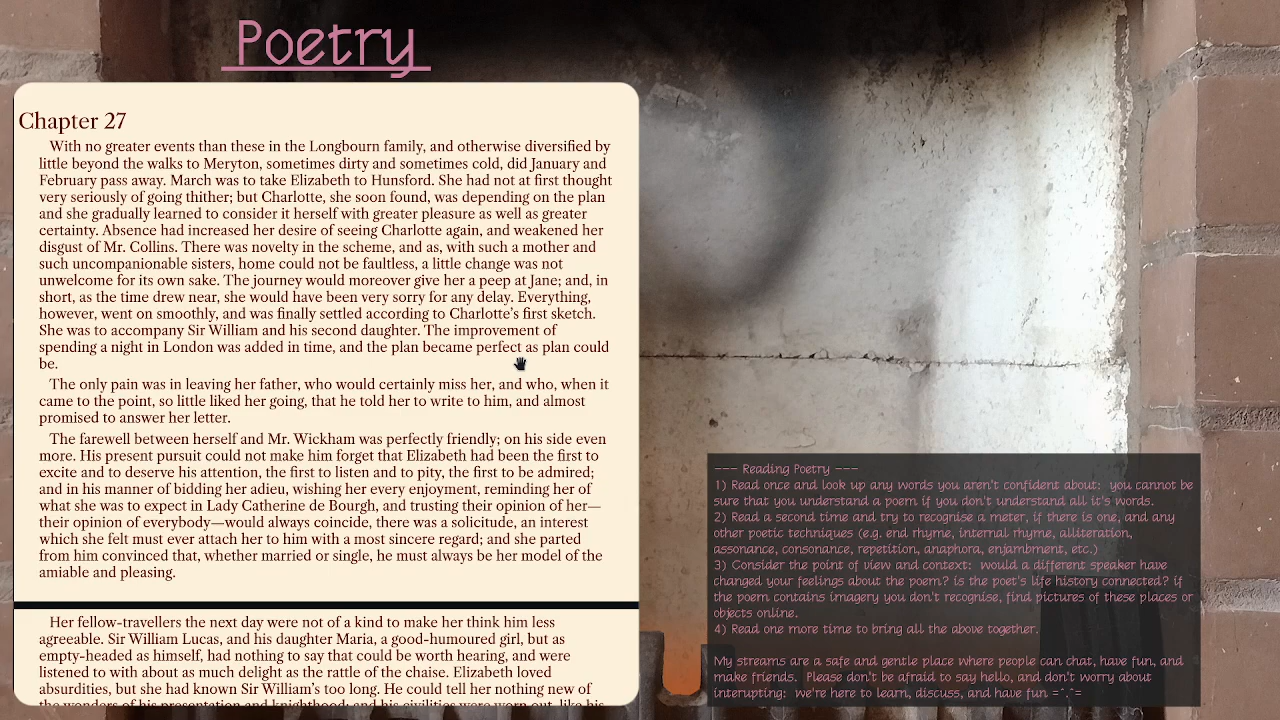 Poetry
Chapter 27
With no greater events than these in the Longbourn family, and otherwise diversified by
little beyond the walks to Meryton, sometimes dirty and sometimes cold, did January and
February pass away. March was to take Elizabeth to Hunsford. She had not at first thought
very seriously of going thither; but Charlotte, she soon found, was depending on the plan
and she gradually learned to consider it herself with greater pleasure as well as greater
certainty. Absence had increased her desire of seeing Charlotte again, and weakened her
disgust of Mr. Collins. There was novelty in the scheme, and as, with such a mother and
such uncompanionable sisters, home could not be faultless, a little change was not
unwelcome for its own sake. The journey would moreover give her a peep at Jane; and, in
short, as the time drew near, she would have been very sorry for any delay. Everything,
however, went on smoothly, and was finally settled according to Charlotte's first sketch.
She was to accompany Sir William and his second daughter. The improvement of
spending a night in London was added in time, and the plan became perfect as plan could
be.
The only pain was in leaving her father, who would certainly miss her, and who, when it
came to the point, so little liked her going, that he told her to write to him, and almost
promised to answer her letter.
The farewell between herself and Mr. Wickham was perfectly friendly; on his side even
more. His present pursuit could not make him forget that Elizabeth had been the first to
excite and to deserve his attention, the first to listen and to pity, the first to be admired;
and in his manner of bidding her adieu, wishing her every enjoyment, reminding her of
what she was to expect in Lady Catherine de Bourgh, and trusting their opinion of her—
their opinion of everybody—would always coincide, there was a solicitude, an interest
which she felt must ever attach her to him with a most sincere regard; and she parted
from him convinced that, whether married or single, he must always be her model of the
amiable and pleasing.
Her fellow-travellers the next day were not of a kind to make her think him less
agreeable. Sir William Lucas, and his daughter Maria, a good-humoured girl, but as
empty-headed as himself, had nothing to say that could be worth hearing, and were
listened to with about as much delight as the rattle of the chaise. Elizabeth loved
absurdities, but she had known Sir William's too long. He could tell her nothing new of
the wonders of his presentation and knighthood; and his civilities were worn out, like his
--- Reading Poetry ---
1) Read once and look up any words you aren't confident about: you cannot be
sure that you understand a poem if you don't understand all it's words.
2) Read a second time and try to recognise a meter, if there is one, and any
other poetic techniques (e.g. end rhyme, internal rhyme, alliteration,
assonance, consonance, repetition, anaphora, enjambment, etc.)
3) Consider the point of view and context: would a different speaker have
changed your feelings about the poem? is the poet's life history connected? if
the poem contains imagery you don't recognise, find pictures of these places or
objects online.
4) Read one more time to bring all the above together.
My streams are a safe and gentle place where people can chat, have fun, and
make friends. Please don't be afraid to say hello, and don't worry about
interupting: we're here to learn, discuss, and have fun =^.^=